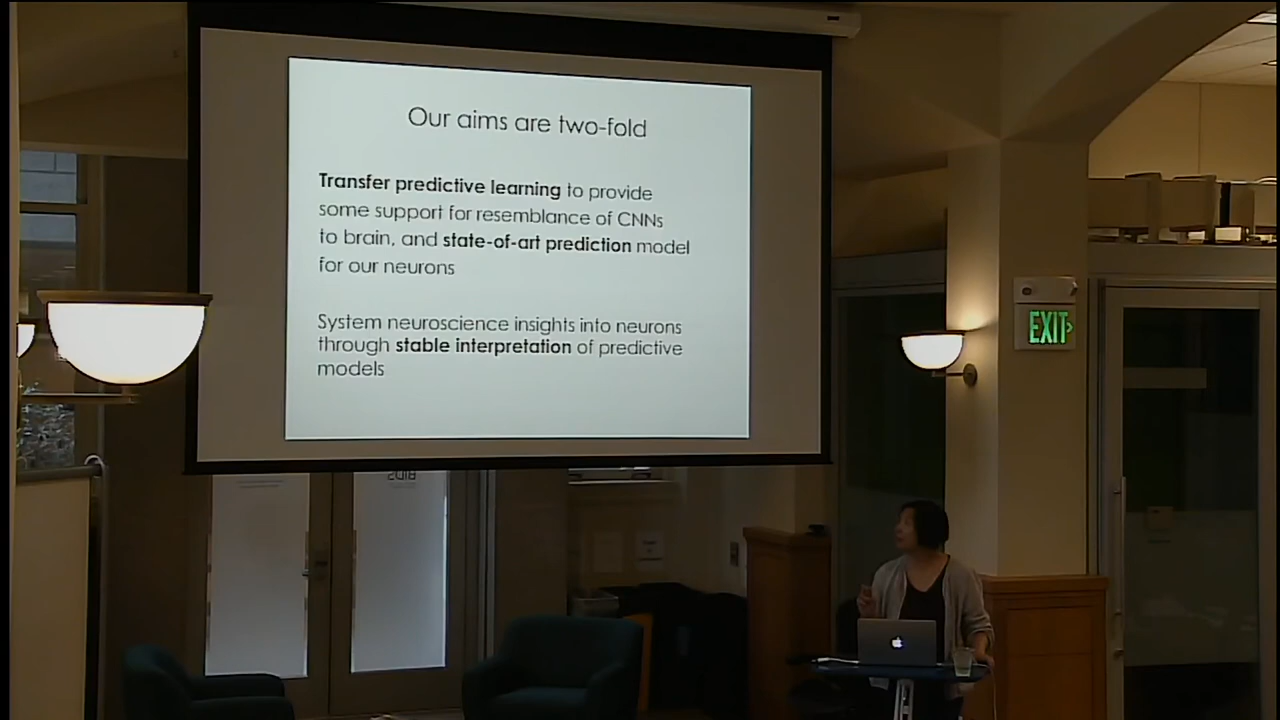 Our aims are two-fold
Transfer predictive learning to provide
some support for resemblance of CNNs
to brain, and state-of-art prediction model
for our neurons
System neuroscience insights into neurons
through stable interpretation of predictive
models
EXIT
BIDS